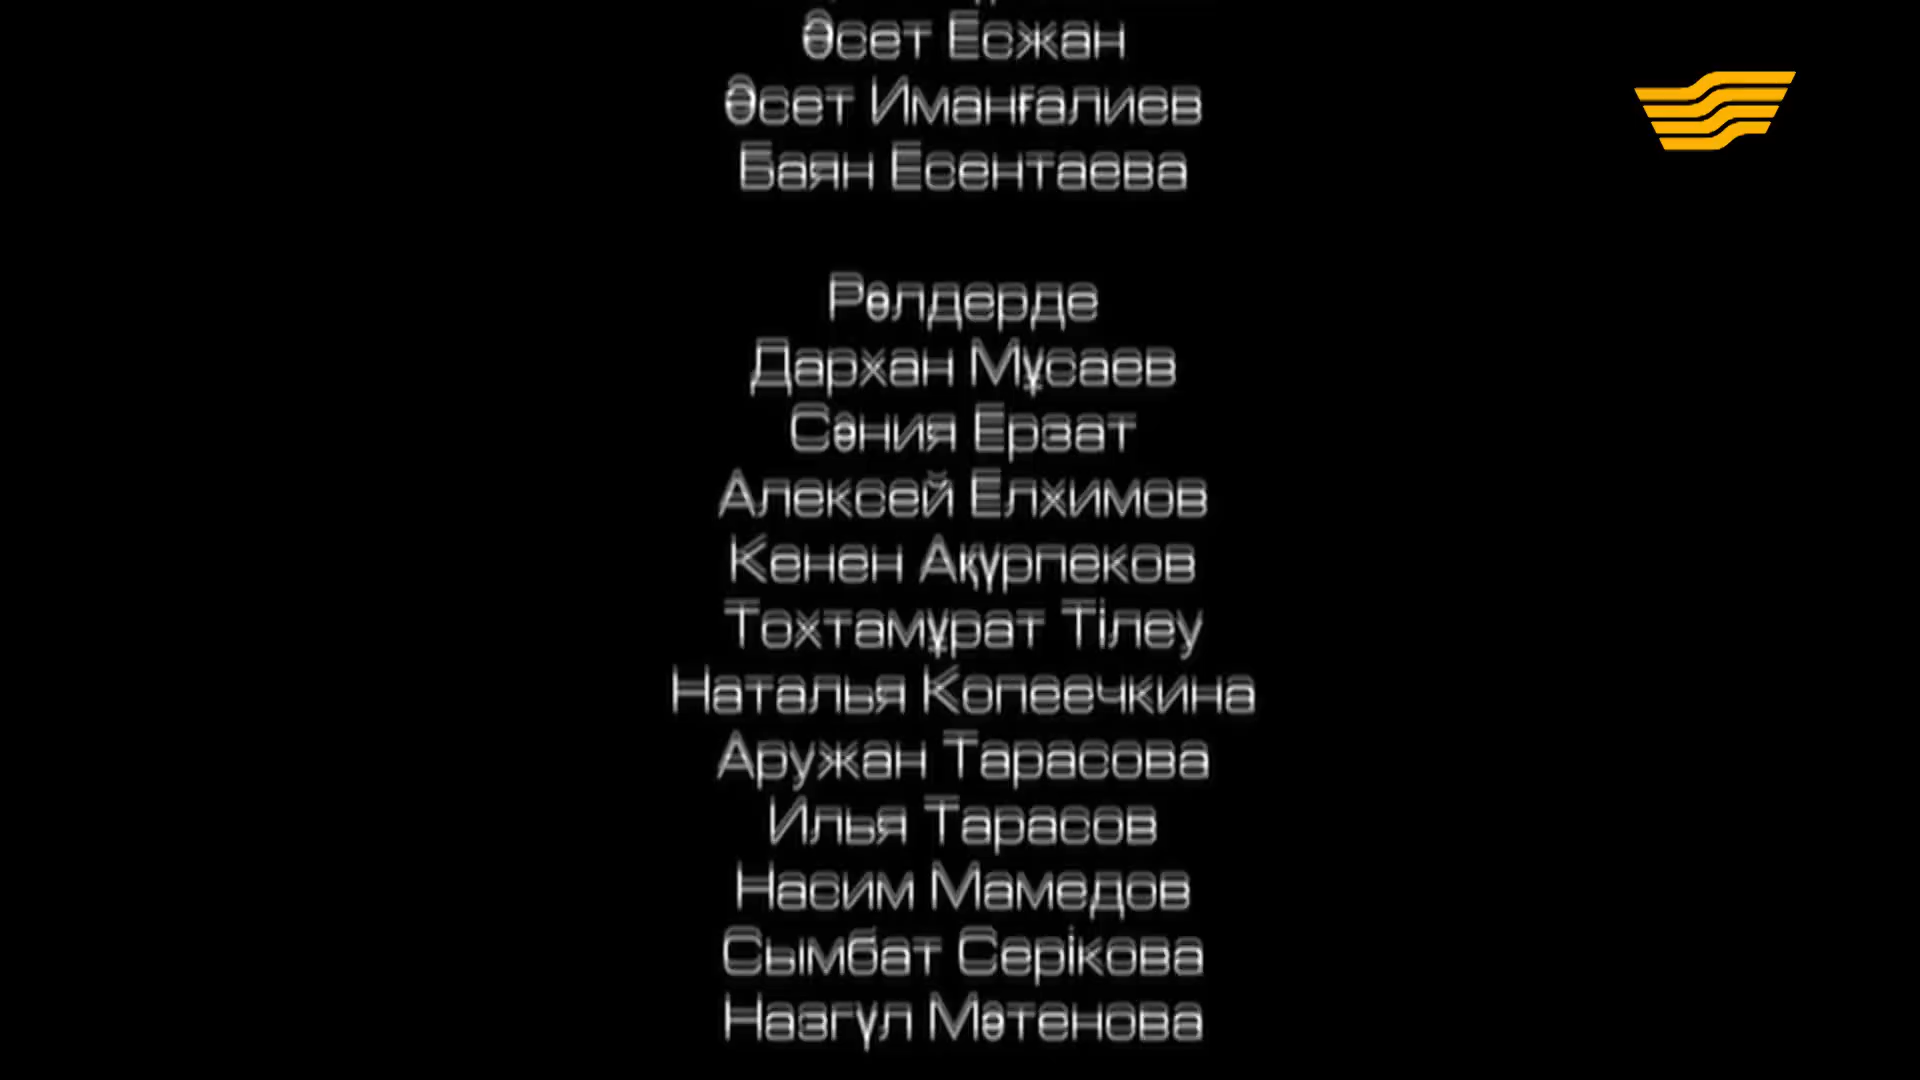 Әсет Есжан
Әсет Иманғалиев
Баян Есентаева
Рөлдерде
Дархан Мұсаев
Сәния Ерзат
Алексей Елхимов
Кенен Ақүрпеков
Тохтамұрат Тілеу
Наталья Копеечкина
Аружан Тарасова
Илья Тарасов
Насим Мамедов
Сымбат Серікова
Назгүл Мәтенова